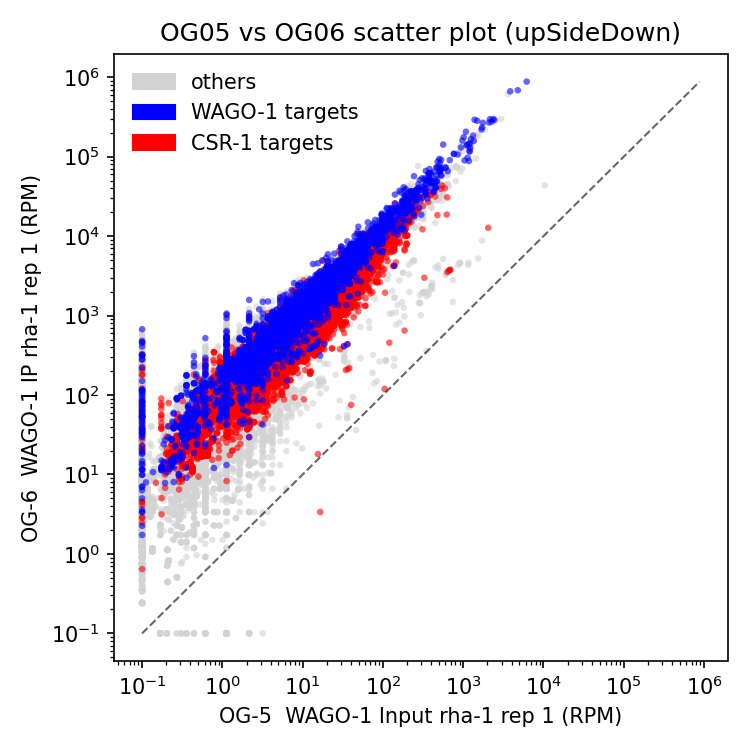 OG05 vs OG06 scatter plot (upSideDown)
others
WAGO-1 targets
CSR-1 targets
10⁶
10⁵
10⁴
10³
10²
10¹
10⁰
10⁻¹
OG-6 WAGO-1 IP rha-1 rep 1 (RPM)
10⁻¹ 10⁰ 10¹ 10² 10³ 10⁴ 10⁵ 10⁶
OG-5 WAGO-1 Input rha-1 rep 1 (RPM)